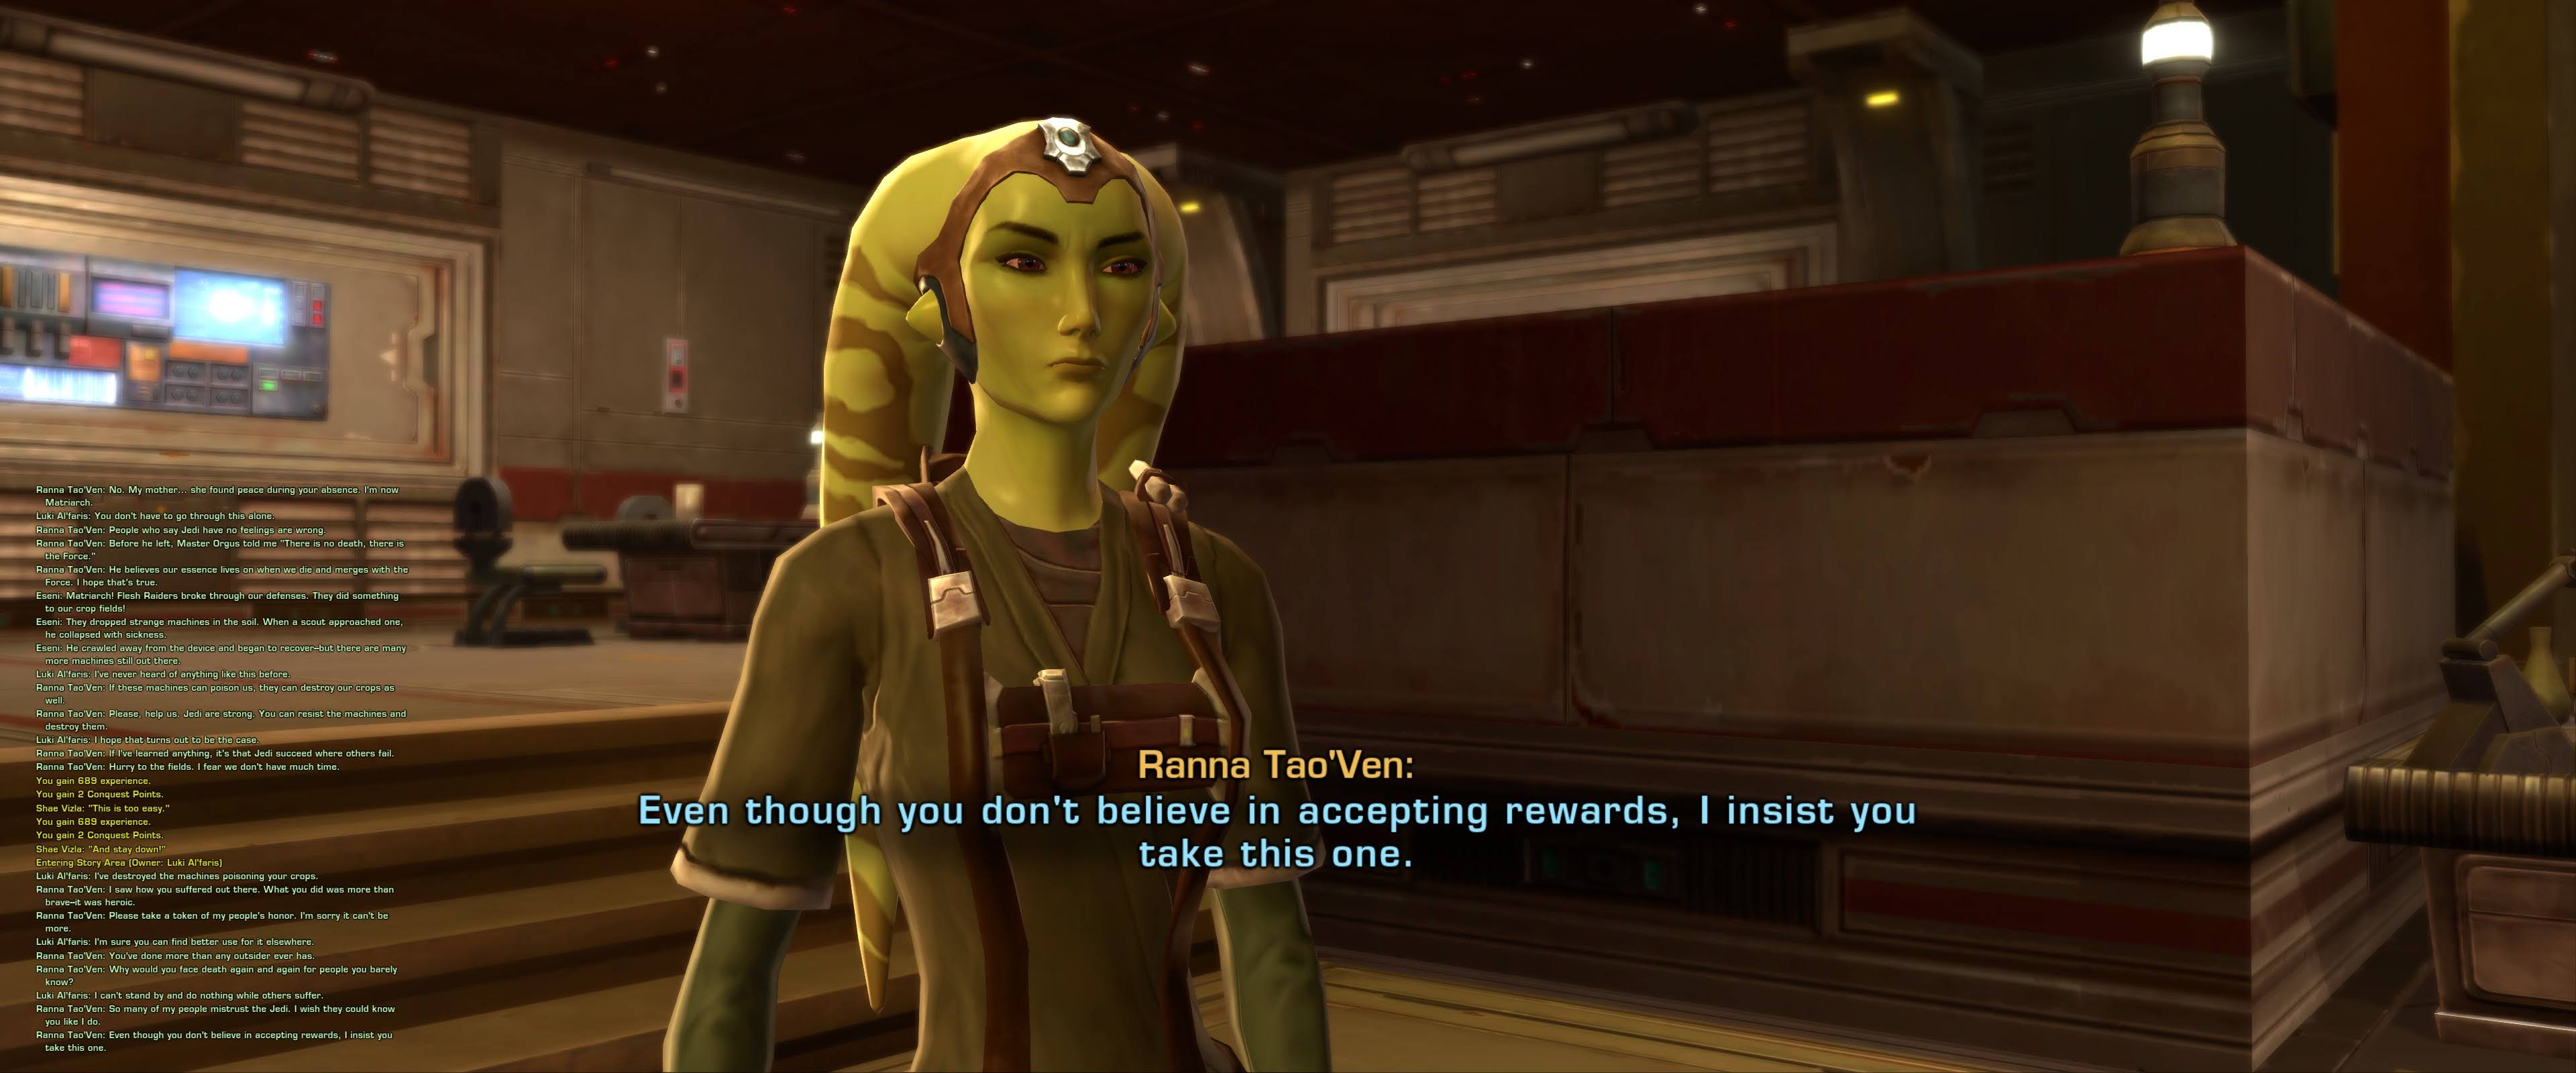 Ranna Tao'Ven: No. My mother... she found peace during your absence. I'm now
Matriarch.
Luki Al'faris: You don't have to go through this alone.
Ranna Tao'Ven: People who say Jedi have no feelings are wrong.
Ranna Tao'Ven: Before he left, Master Orgus told me "There is no death, there is
the Force."
Ranna Tao'Ven: He believes our essence lives on when we die and merges with the
Force. I hope that's true.
Eseni: Matriarch! Flesh Raiders broke through our defenses. They did something
to our crop fields!
Eseni: They dropped strange machines in the soil. When a scout approached one,
he collapsed with sickness.
Eseni: He crawled away from the device and began to recover—but there are many
more machines still out there.
Luki Al'faris: I've never heard of anything like this before.
Ranna Tao'Ven: If these machines can poison us, they can destroy our crops as
well.
Ranna Tao'Ven: Please, help us. Jedi are strong. You can resist the machines and
destroy them.
Luki Al'faris: I hope that turns out to be the case.
Ranna Tao'Ven: If I've learned anything, it's that Jedi succeed where others fail.
Ranna Tao'Ven: Hurry to the fields. I fear we don't have much time.
You gain 689 experience.
You gain 2 Conquest Points.
Shae Vizla: "This is too easy."
You gain 689 experience.
You gain 2 Conquest Points.
Shae Vizla: "And stay down!"
Entering Story Area (Owner: Luki Al'faris)
Luki Al'faris: I've destroyed the machines poisoning your crops.
Ranna Tao'Ven: I saw how you suffered out there. What you did was more than
brave—it was heroic.
Ranna Tao'Ven: Please take a token of my people's honor. I'm sorry it can't be
more.
Luki Al'faris: I'm sure you can find better use for it elsewhere.
Ranna Tao'Ven: You've done more than any outsider ever has.
Ranna Tao'Ven: Why would you face death again and again for people you barely
know?
Luki Al'faris: I can't stand by and do nothing while others suffer.
Ranna Tao'Ven: So many of my people mistrust the Jedi. I wish they could know
you like I do.
Ranna Tao'Ven: Even though you don't believe in accepting rewards, I insist you
take this one.
Ranna Tao'Ven:
Even though you don't believe in accepting rewards, I insist you
take this one.